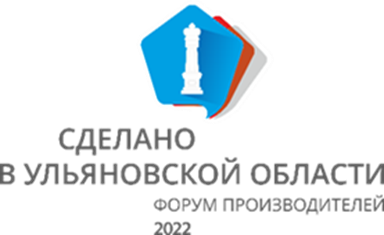 СДЕЛАНО
В УЛЬЯНОВСКОЙ ОБЛАСТИ
ФОРУМ ПРОИЗВОДИТЕЛЕЙ
2022